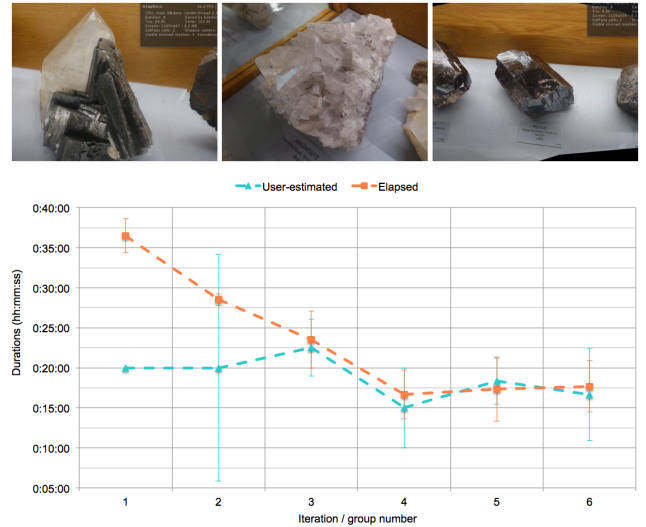 Graphics:
User-estimated
Elapsed
Durations (hh:mm:ss)
0:40:00
0:35:00
0:30:00
0:25:00
0:20:00
0:15:00
0:10:00
0:05:00
1 2 3 4 5 6
Iteration / group number